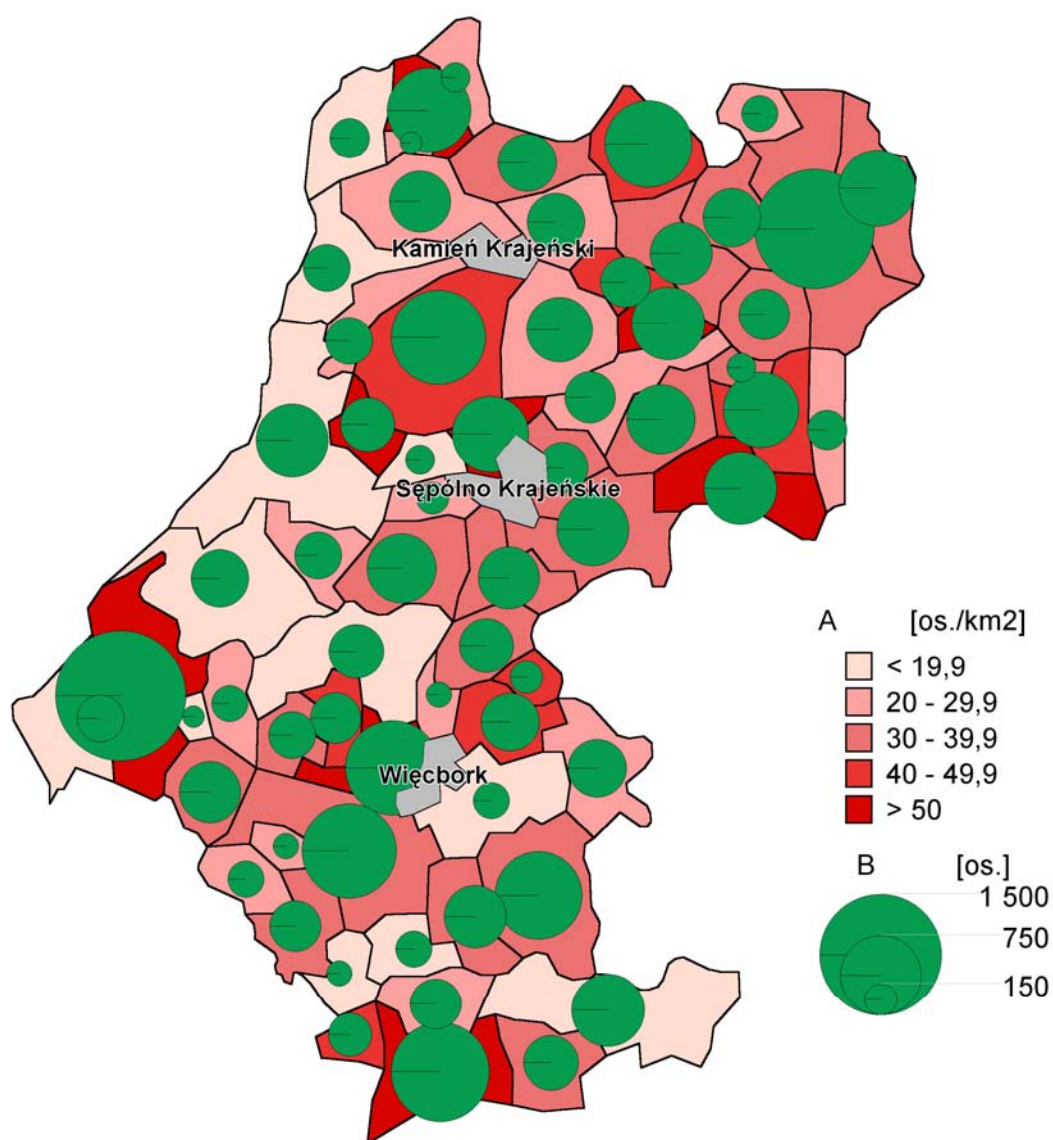 Kamień Krajeński
Sępólno Krajeńskie
Więcbork
A [os./km2]
< 19,9
20 - 29,9
30 - 39,9
40 - 49,9
> 50
B [os.]
1 500
750
150